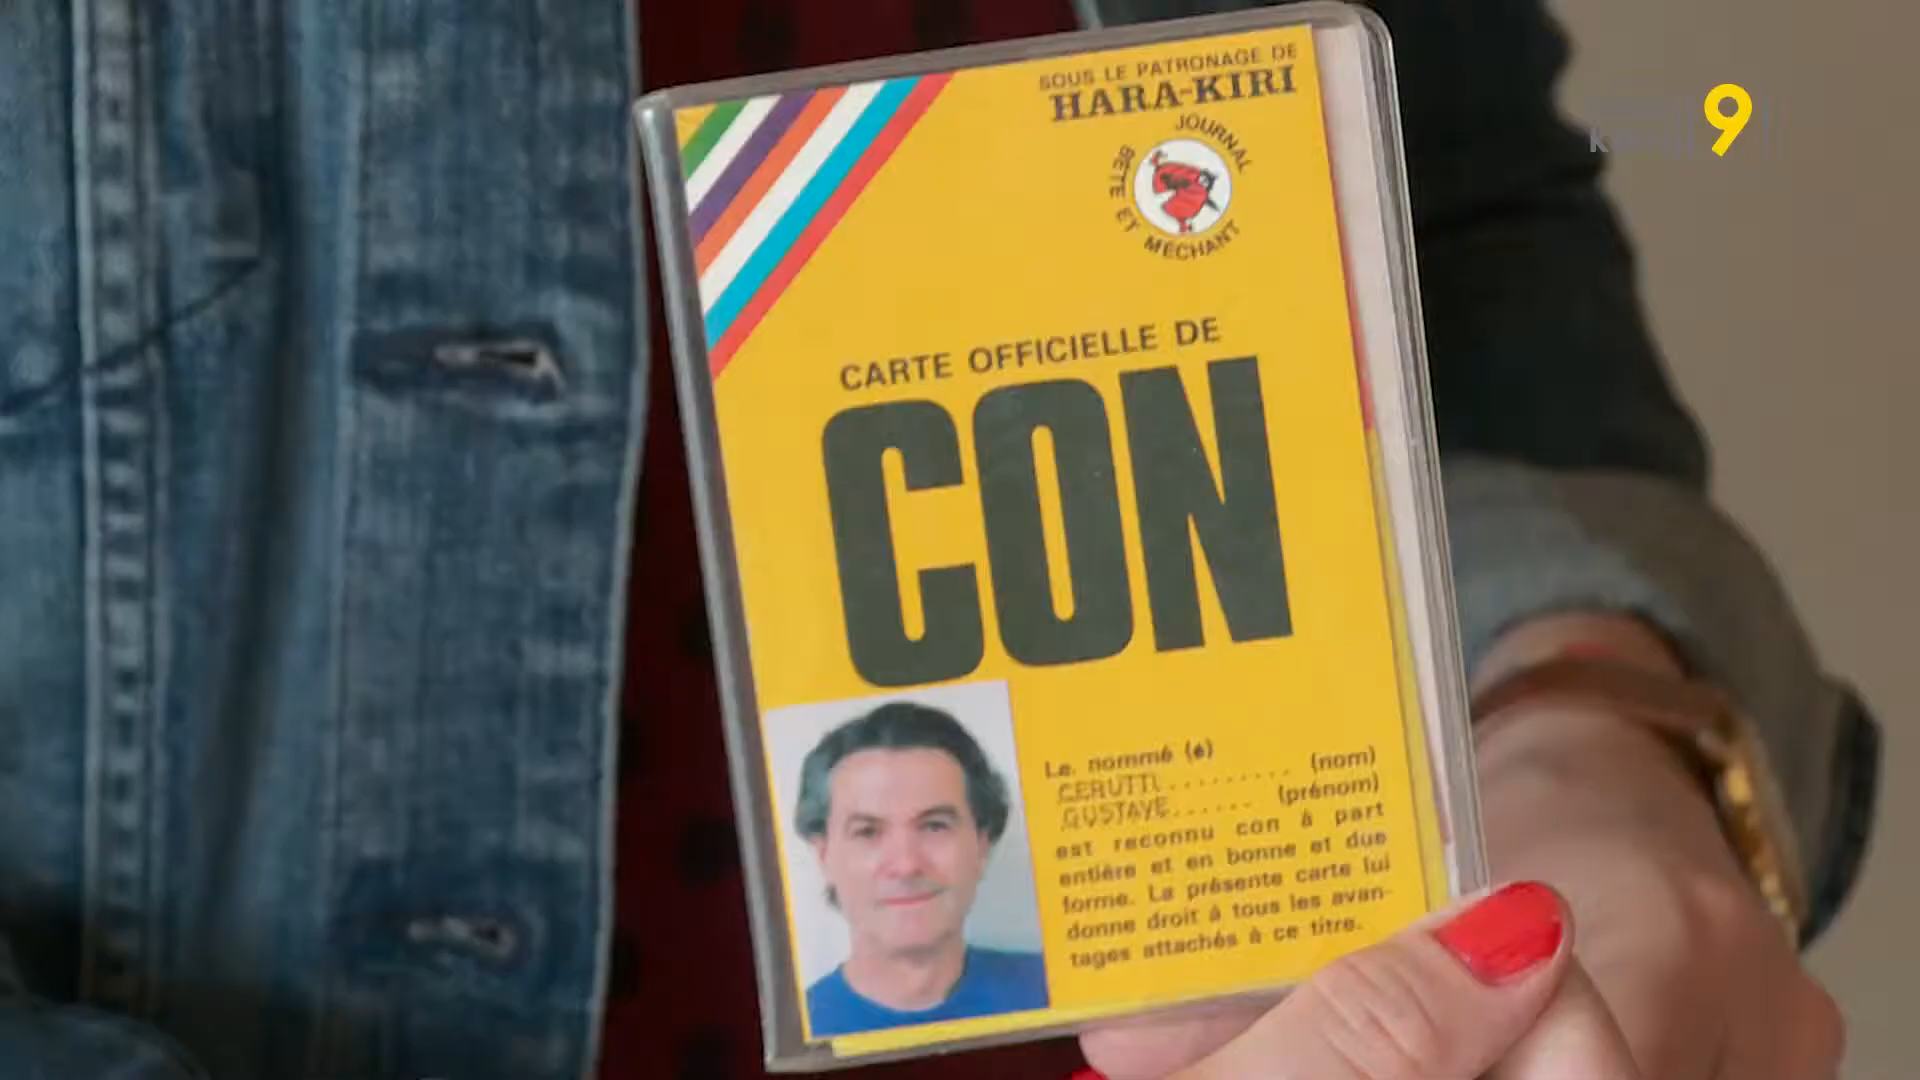 SOUS LE PATRONAGE DE
HARA-KIRI
JOURNAL
BÊTE ET MÉCHANT
9
CARTE OFFICIELLE DE
CON
Le. nommé (e)
CERUTTI.......... (nom)
GUSTAVE...... (prénom)
est reconnu con à part
entière et en bonne et due
forme. La présente carte lui
donne droit à tous les avan-
tages attachés à ce titre.